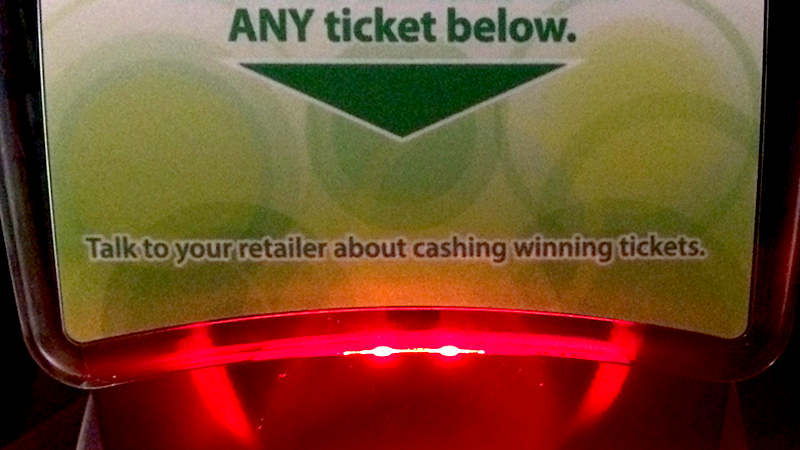 ANY ticket below.
Talk to your retailer about cashing winning tickets.